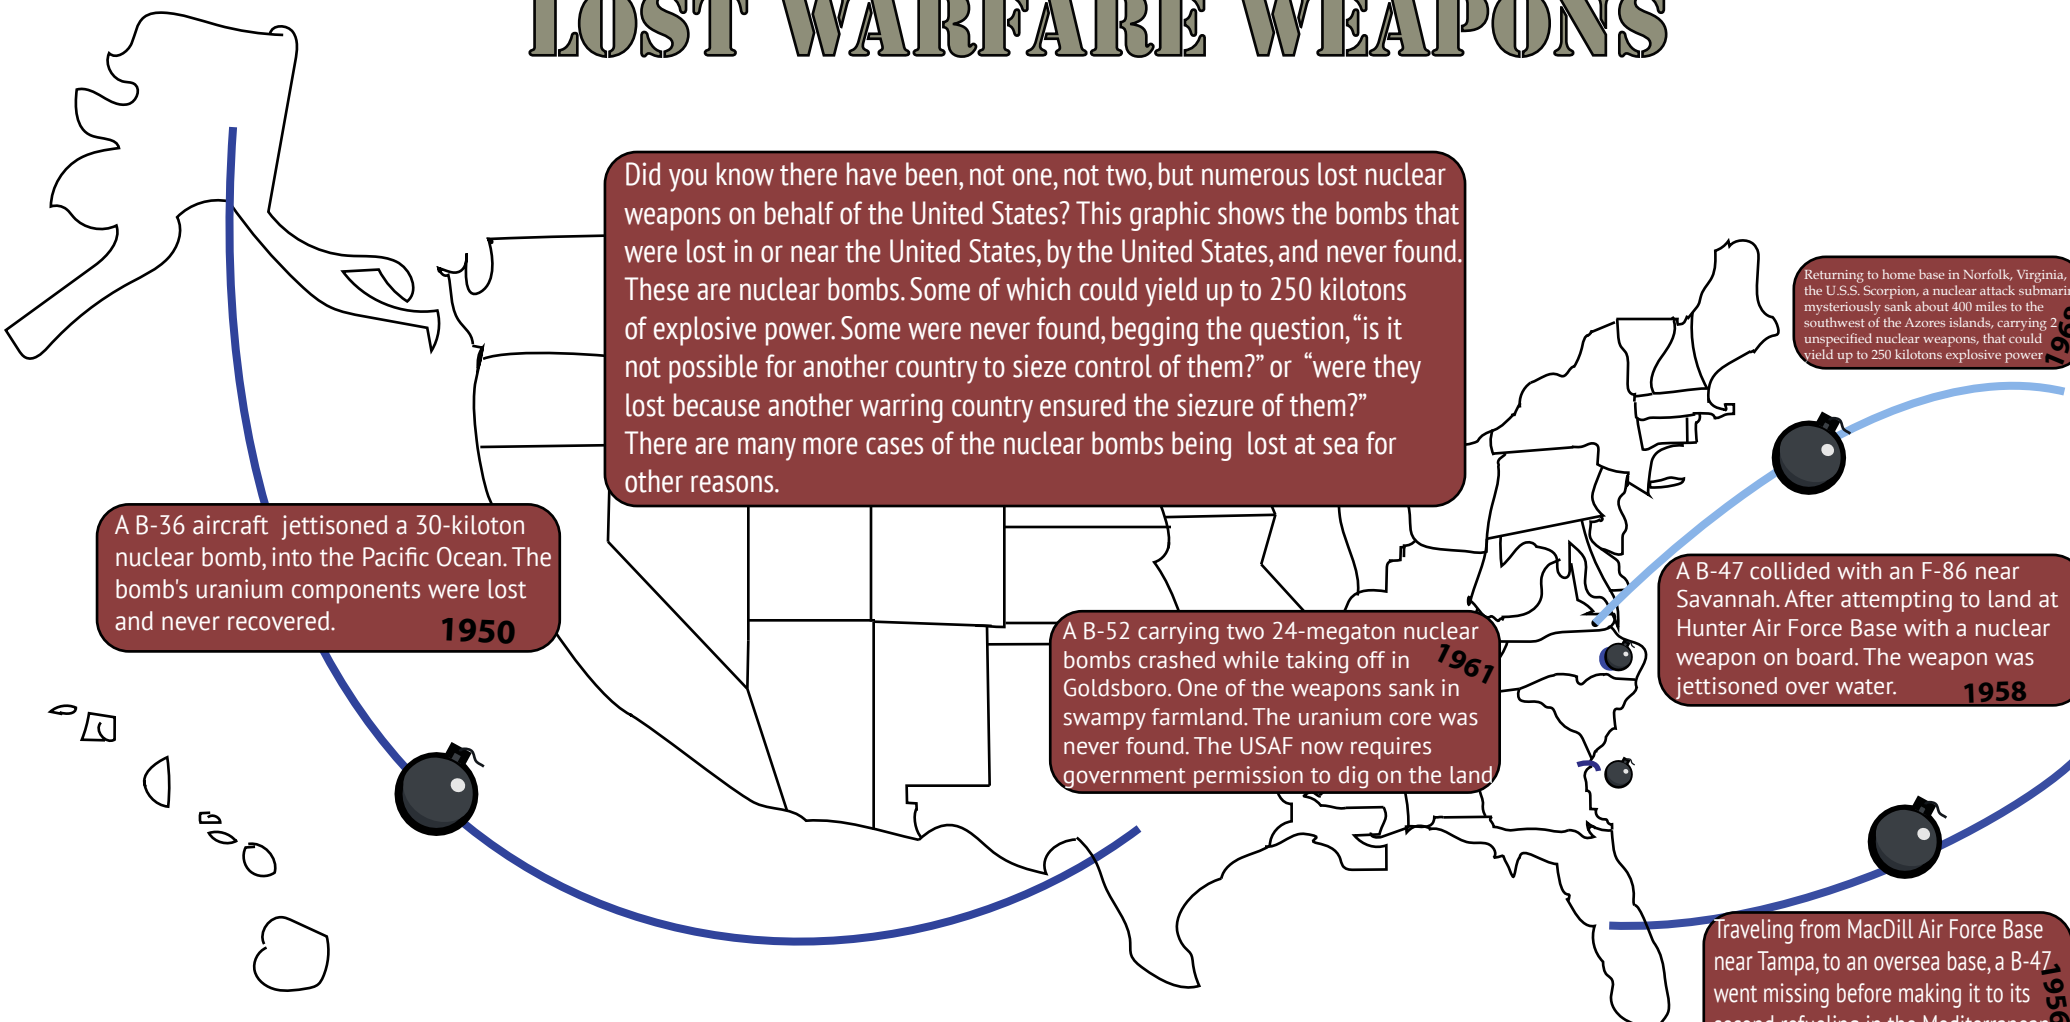 LOST WARFARE WEAPONS
Did you know there have been, not one, not two, but numerous lost nuclear
weapons on behalf of the United States? This graphic shows the bombs that
were lost in or near the United States, by the United States, and never found.
These are nuclear bombs. Some of which could yield up to 250 kilotons
of explosive power. Some were never found, begging the question, “is it
not possible for another country to sieze control of them?” or “were they
lost because another warring country ensured the siezure of them?”
There are many more cases of the nuclear bombs being lost at sea for
other reasons.
Returning to home base in Norfolk, Virginia,
the U.S.S. Scorpion, a nuclear attack
mysteriously sank about 400 miles to the
southwest of the Azores islands, carrying 2
unspecified nuclear weapons, that could
yield up to 250 kilotons explosive power
A B-36 aircraft jettisoned a 30-kiloton
nuclear bomb, into the Pacific Ocean. The
bomb's uranium components were lost
and never recovered.
1950
A B-47 collided with an F-86 near
Savannah. After attempting to land at
Hunter Air Force Base with a nuclear
weapon on board. The weapon was
jettisoned over water.
1958
A B-52 carrying two 24-megaton nuclear
bombs crashed while taking off in
Goldsboro. One of the weapons sank in
swampy farmland. The uranium core was
never found. The USAF now requires
government permission to dig on the land
1961
Traveling from MacDill Air Force Base
near Tampa, to an oversea base, a B-47
went missing before making it to its
second refueling in the Mediterranean
1956